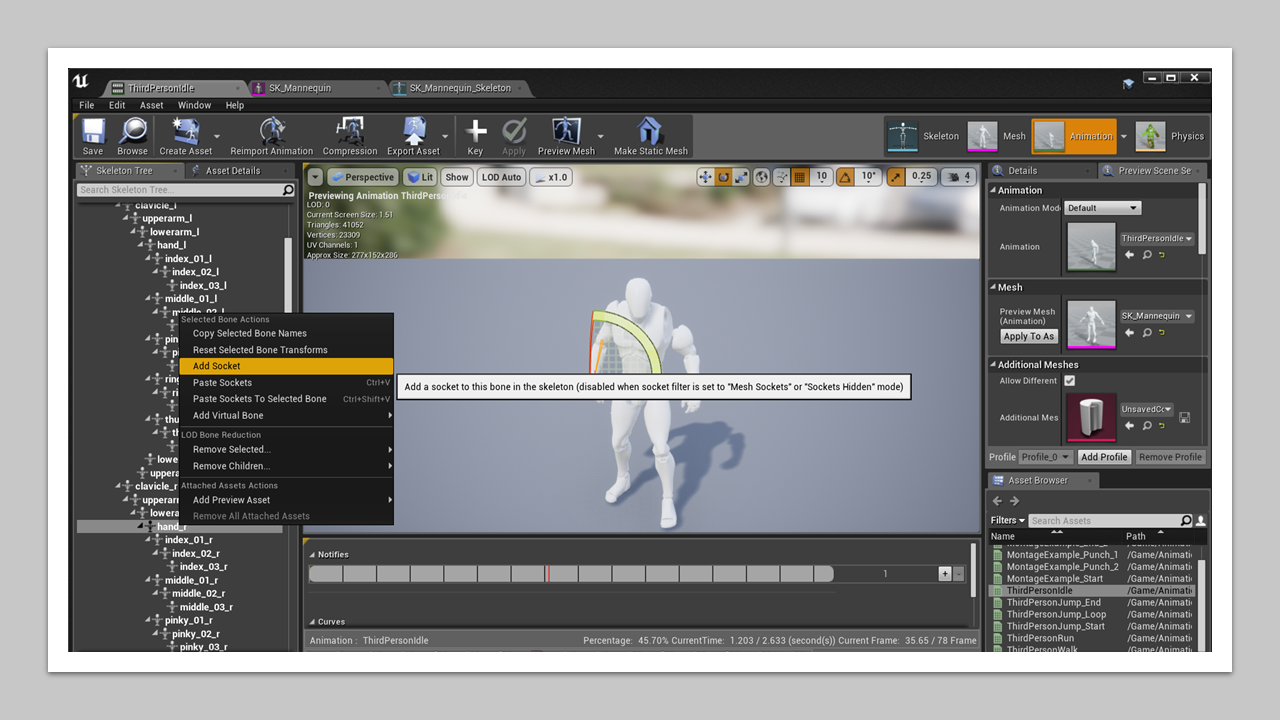 ThirdPersonIdle
SK_Mannequin
SK_Mannequin_Skeleton
File Edit Asset Window Help
Save Browse Create Asset Reimport Animation Compression Export Asset Key Apply Preview Mesh Make Static Mesh
Skeleton Mesh Animation Physics
Skeleton Tree
Asset Details
Search Skeleton Tree...
clavicle_l
upperarm_l
lowerarm_l
hand_l
index_01_l
index_02_l
index_03_l
middle_01_l
clavicle_r
hand_r
index_01_r
index_02_r
index_03_r
middle_01_r
middle_02_r
middle_03_r
pinky_01_r
pinky_02_r
pinky_03_r
Selected Bone Actions
Copy Selected Bone Names
Reset Selected Bone Transforms
Add Socket
Paste Sockets Ctrl+V
Paste Sockets To Selected Bone Ctrl+Shift+V
Add Virtual Bone
LOD Bone Reduction
Remove Selected...
Remove Children...
Attached Assets Actions
Add Preview Asset
Remove All Attached Assets
Perspective Lit Show LOD Auto x1.0
10 10° 0.25 4
Previewing Animation ThirdPerso
LOD: 0
Current Screen Size: 1.51
Triangles: 41052
Vertices: 23309
UV Channels: 1
Approx Size: 277x152x286
Add a socket to this bone in the skeleton (disabled when socket filter is set to "Mesh Sockets" or "Sockets Hidden" mode)
Notifies
1
+ -
Curves
Animation : ThirdPersonIdle
Percentage: 45.70% CurrentTime: 1.203 / 2.633 (second(s)) Current Frame: 35.65 / 78 Frame
Details
Preview Scene Se
Animation
Animation Mod Default
Animation
ThirdPersonIdle
Mesh
Preview Mesh
(Animation)
Apply To As
SK_Mannequin
Additional Meshes
Allow Different
Additional Mes
UnsavedCo
Profile Profile_0 Add Profile Remove Profile
Asset Browser
Filters Search Assets
Name Path
MontageExample_Punch_1 /Game/Animati
MontageExample_Punch_2 /Game/Animati
MontageExample_Start /Game/Animati
ThirdPersonIdle /Game/Animati
ThirdPersonJump_End /Game/Animati
ThirdPersonJump_Loop /Game/Animati
ThirdPersonJump_Start /Game/Animati
ThirdPersonRun /Game/Animati
ThirdPersonWalk /Game/Animati